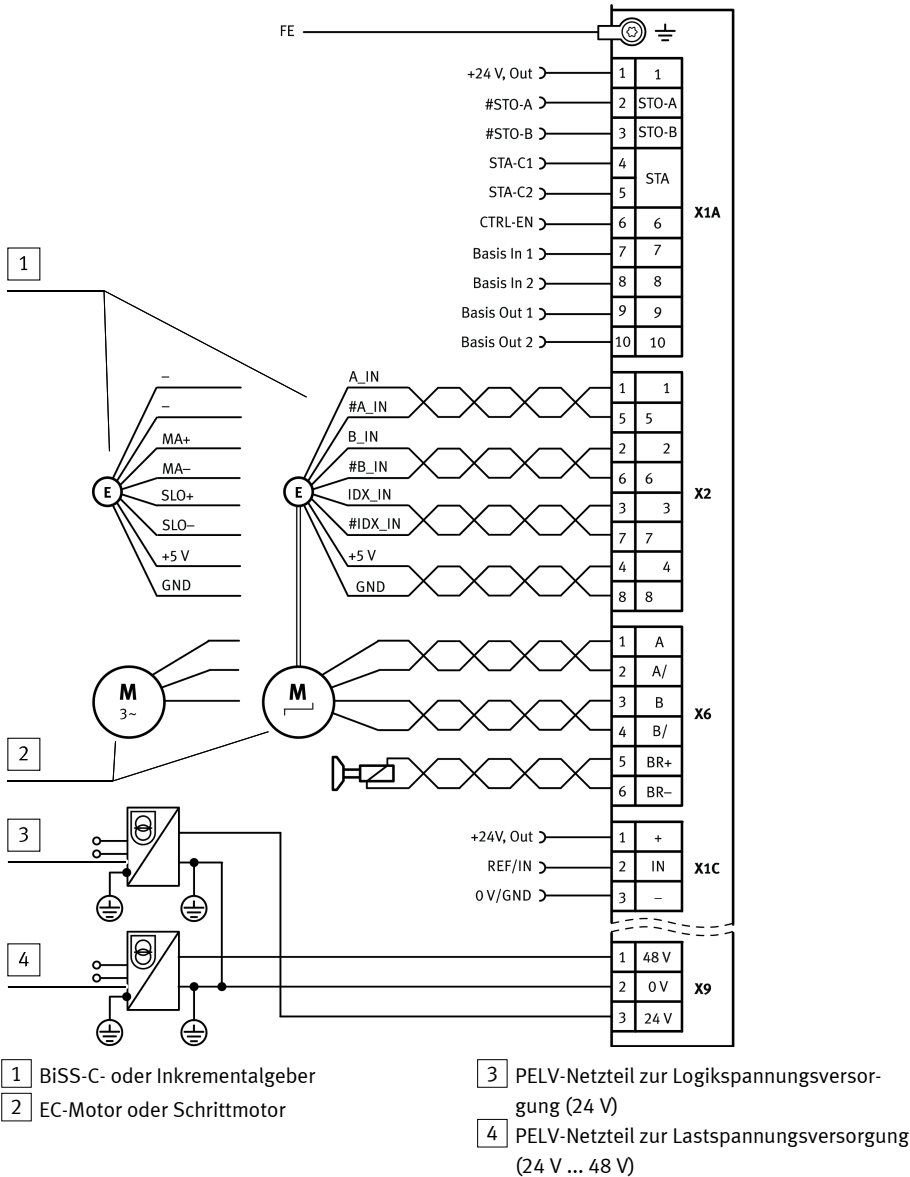 FE
+24 V, Out 1 1
#STO-A 2 STO-A
#STO-B 3 STO-B
STA-C1 4
STA
STA-C2 5
X1A
CTRL-EN 6 6
Basis In 1 7 7
Basis In 2 8 8
Basis Out 1 9 9
Basis Out 2 10 10
1
– A_IN 1 1
– #A_IN 5 5
MA+ B_IN 2 2
MA– #B_IN 6 6
E E X2
SLO+ IDX_IN 3 3
SLO– #IDX_IN 7 7
+5 V +5 V 4 4
GND GND 8 8
1 A
2 A/
M 3~ M
3 B
X6
4 B/
2
5 BR+
6 BR–
3
+24V, Out 1 +
REF/IN 2 IN X1C
0 V/GND 3 –
4
1 48 V
2 0 V X9
3 24 V
1 BiSS-C- oder Inkrementalgeber
2 EC-Motor oder Schrittmotor
3 PELV-Netzteil zur Logikspannungsversor-
gung (24 V)
4 PELV-Netzteil zur Lastspannungsversorgung
(24 V ... 48 V)